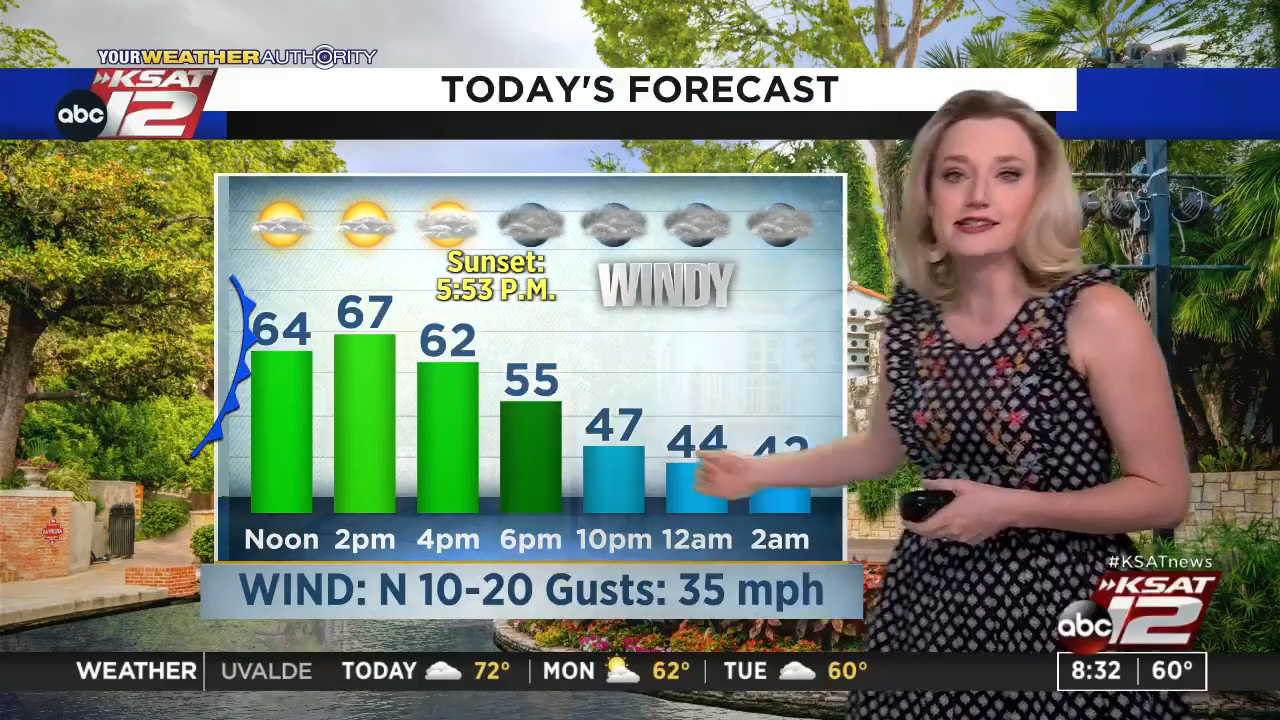 YOURWEATHERAUTHORITY
KSAT
abc 12
TODAY'S FORECAST
Sunset:
5:53 P.M.
WINDY
64 67 62 55 47 44
Noon 2pm 4pm 6pm 10pm 12am 2am
WIND: N 10-20 Gusts: 35 mph
#KSATnews
KSAT
abc 12
WEATHER UVALDE TODAY 72° MON 62° TUE 60°
8:32 60°